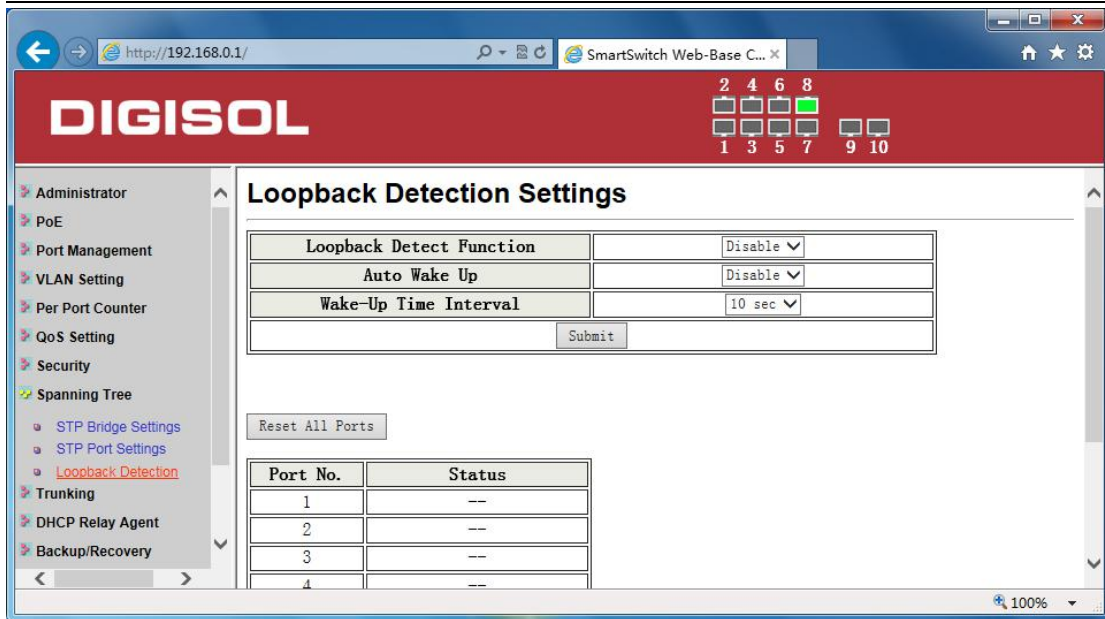 http://192.168.0.1/
SmartSwitch Web-Base C...
DIGISOL
2 4 6 8
1 3 5 7 9 10
Administrator
PoE
Port Management
VLAN Setting
Per Port Counter
QoS Setting
Security
Spanning Tree
STP Bridge Settings
STP Port Settings
Loopback Detection
Trunking
DHCP Relay Agent
Backup/Recovery
Loopback Detection Settings
Loopback Detect Function Disable
Auto Wake Up Disable
Wake-Up Time Interval 10 sec
Submit
Reset All Ports
Port No. Status
1 --
2 --
3 --
4 --
100%